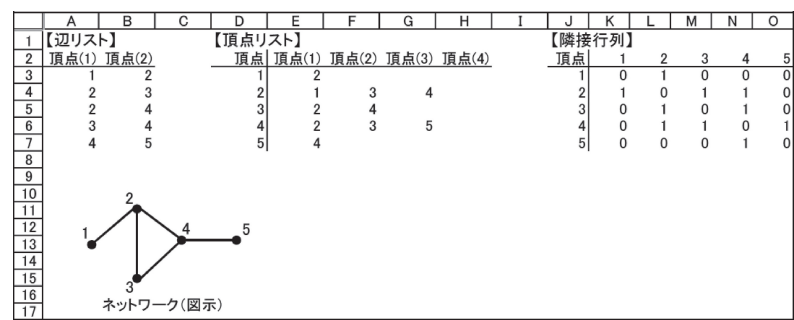 A B C D E F G H I J K L M N O
1 【辺リスト】 【頂点リスト】 【隣接行列】
2 頂点(1) 頂点(2) 頂点 頂点(1) 頂点(2) 頂点(3) 頂点(4) 頂点 1 2 3 4 5
3 1 2 1 2 1 0 1 0 0 0
4 2 3 2 1 3 4 2 1 0 1 1 0
5 2 4 3 2 4 3 0 1 0 1 0
6 3 4 4 2 3 5 4 0 1 1 0 1
7 4 5 5 4 5 0 0 0 1 0
8
9
10 2
11
12 1 4 5
13
14
15
16 3
17 ネットワーク(図示)